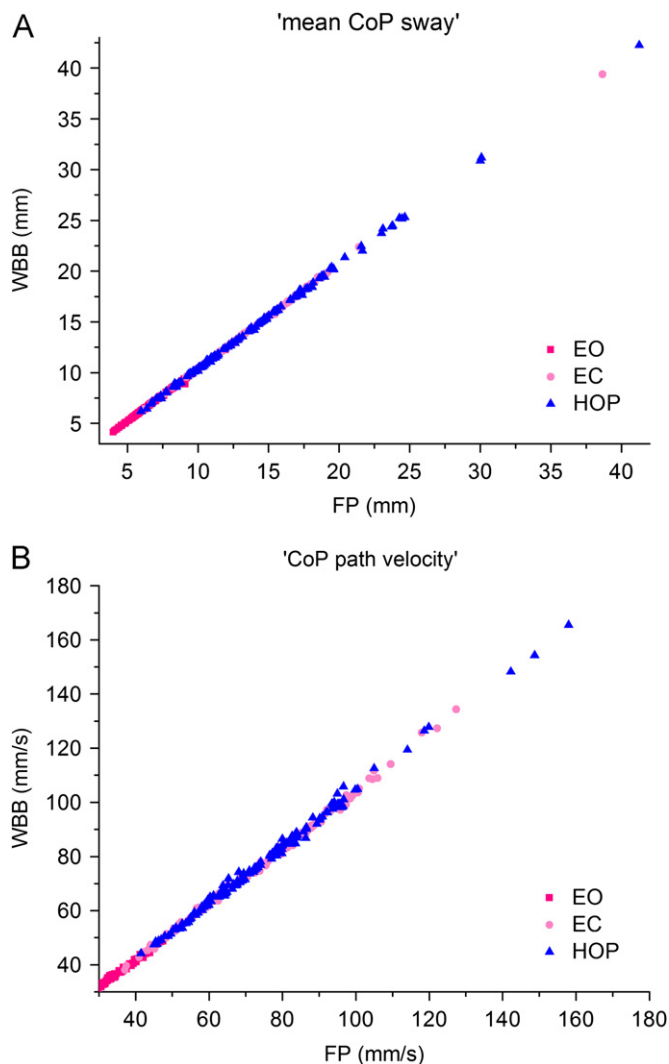 A
'mean CoP sway'
40
35
30
25
20
15
10
5
WBB (mm)
EO
EC
HOP
5 10 15 20 25 30 35 40
FP (mm)
B
'CoP path velocity'
180
160
140
120
100
80
60
40
WBB (mm/s)
EO
EC
HOP
40 60 80 100 120 140 160 180
FP (mm/s)